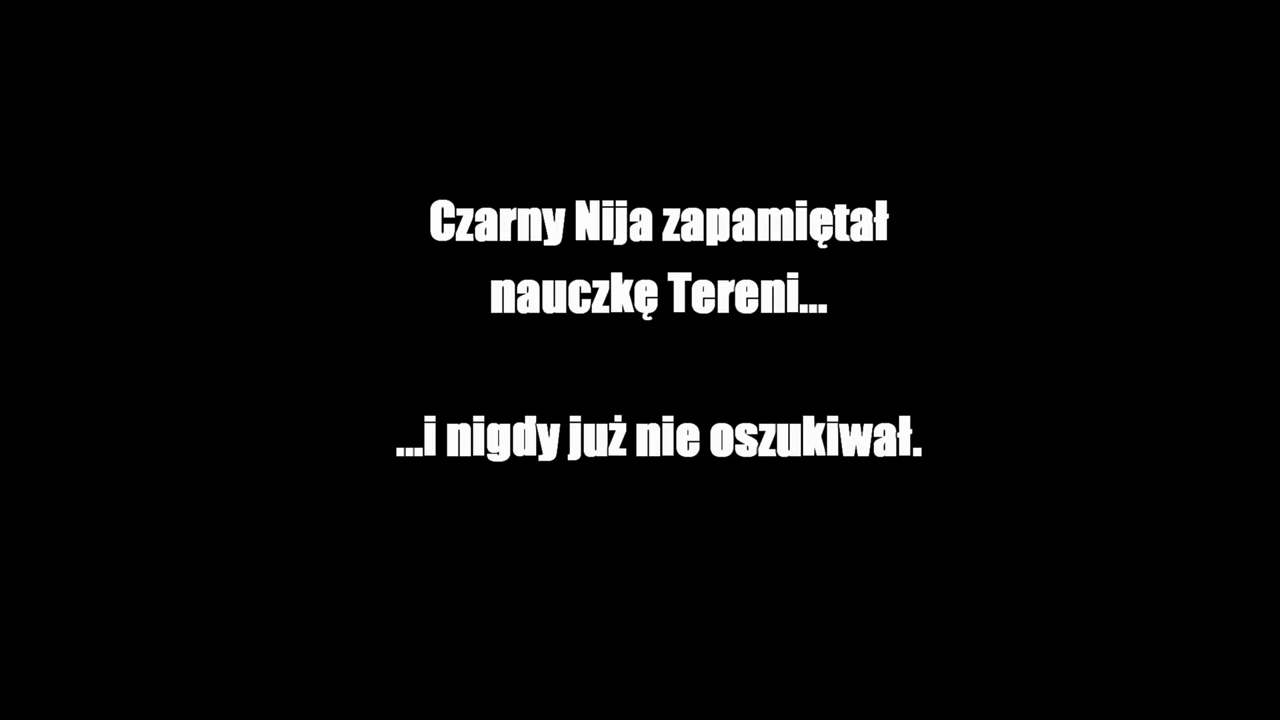 Czarny Nija zapamiętał
nauczkę Tereni...
...i nigdy już nie oszukiwał.